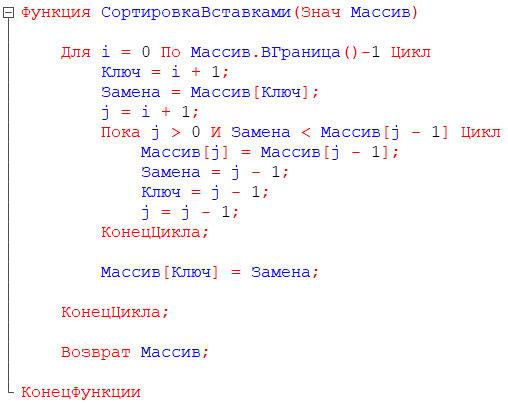 Функция СортировкаВставками(Знач Массив)
Для i = 0 По Массив.ВГраница()-1 Цикл
Ключ = i + 1;
Замена = Массив[Ключ];
j = i + 1;
Пока j > 0 И Замена < Массив[j - 1] Цикл
Массив[j] = Массив[j - 1];
Замена = j - 1;
Ключ = j - 1;
j = j - 1;
КонецЦикла;
Массив[Ключ] = Замена;
КонецЦикла;
Возврат Массив;
КонецФункции